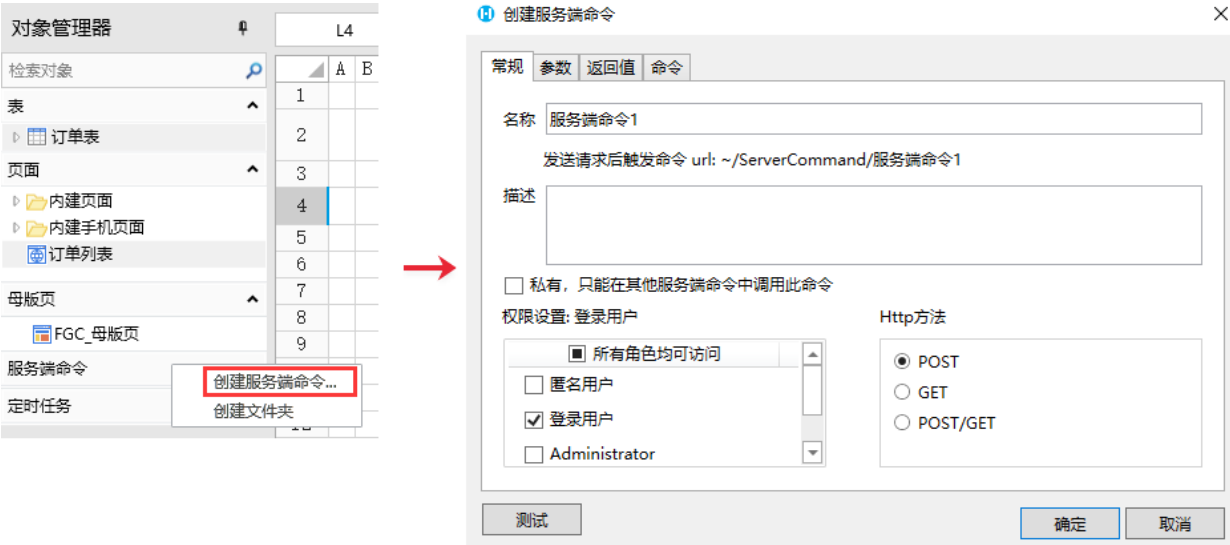 对象管理器
L4
检索对象
A B
表
1
订单表
2
页面
3
内建页面
4
内建手机页面
5
订单列表
6
7
母版页
8
FGC_母版页
9
服务端命令
创建服务端命令...
定时任务
创建文件夹
创建服务端命令
常规 参数 返回值 命令
名称 服务端命令1
发送请求后触发命令 url: ~/ServerCommand/服务端命令1
描述
私有，只能在其他服务端命令中调用此命令
权限设置: 登录用户
Http方法
所有角色均可访问
匿名用户
登录用户
Administrator
POST
GET
POST/GET
测试
确定
取消